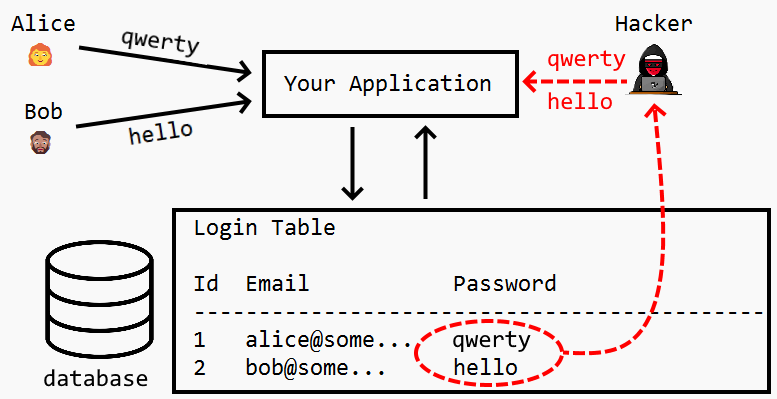 Alice
Hacker
qwerty
qwerty
Your Application
Bob
hello
hello
Login Table
Id Email Password
-------------------------------------------
1 alice@some... qwerty
2 bob@some... hello
database